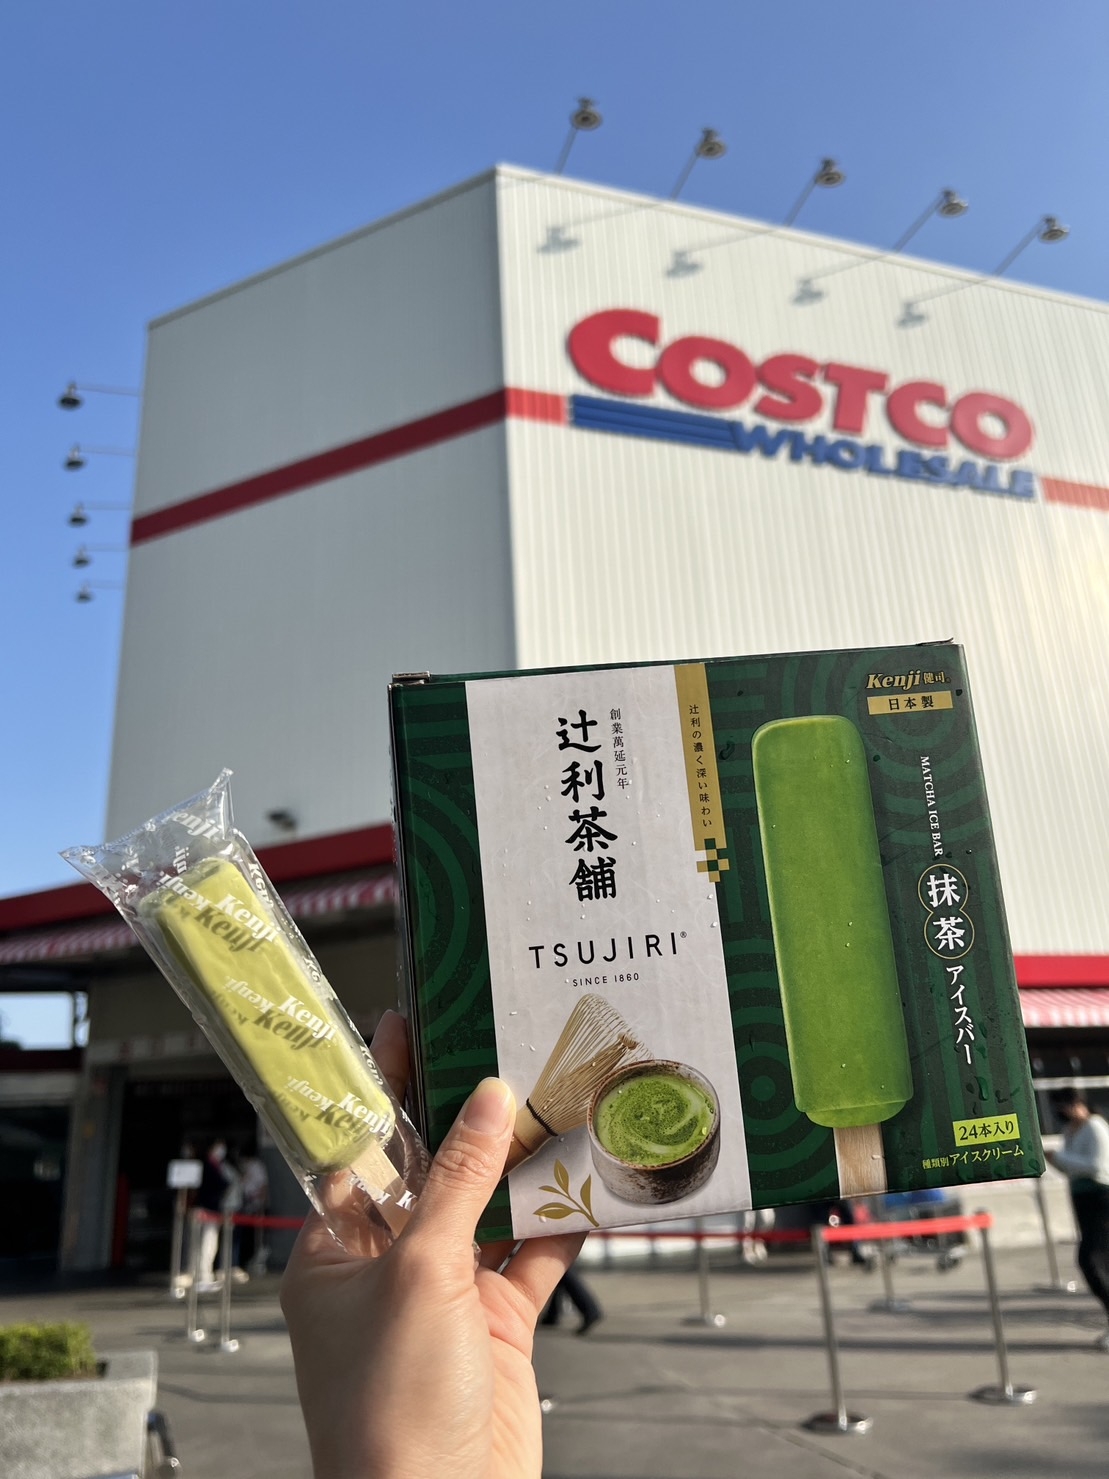 COSTCO
WHOLESALE
Kenji 健司®
日本製
創業萬延元年
辻利茶舗
辻利の濃く深い味わい
TSUJIRI®
SINCE 1860
MATCHA ICE BAR
抹茶
アイスバー
24本入り
種類別 アイスクリーム
Kenji
Kenji
Kenji
Kenji
Kenji
Kenji